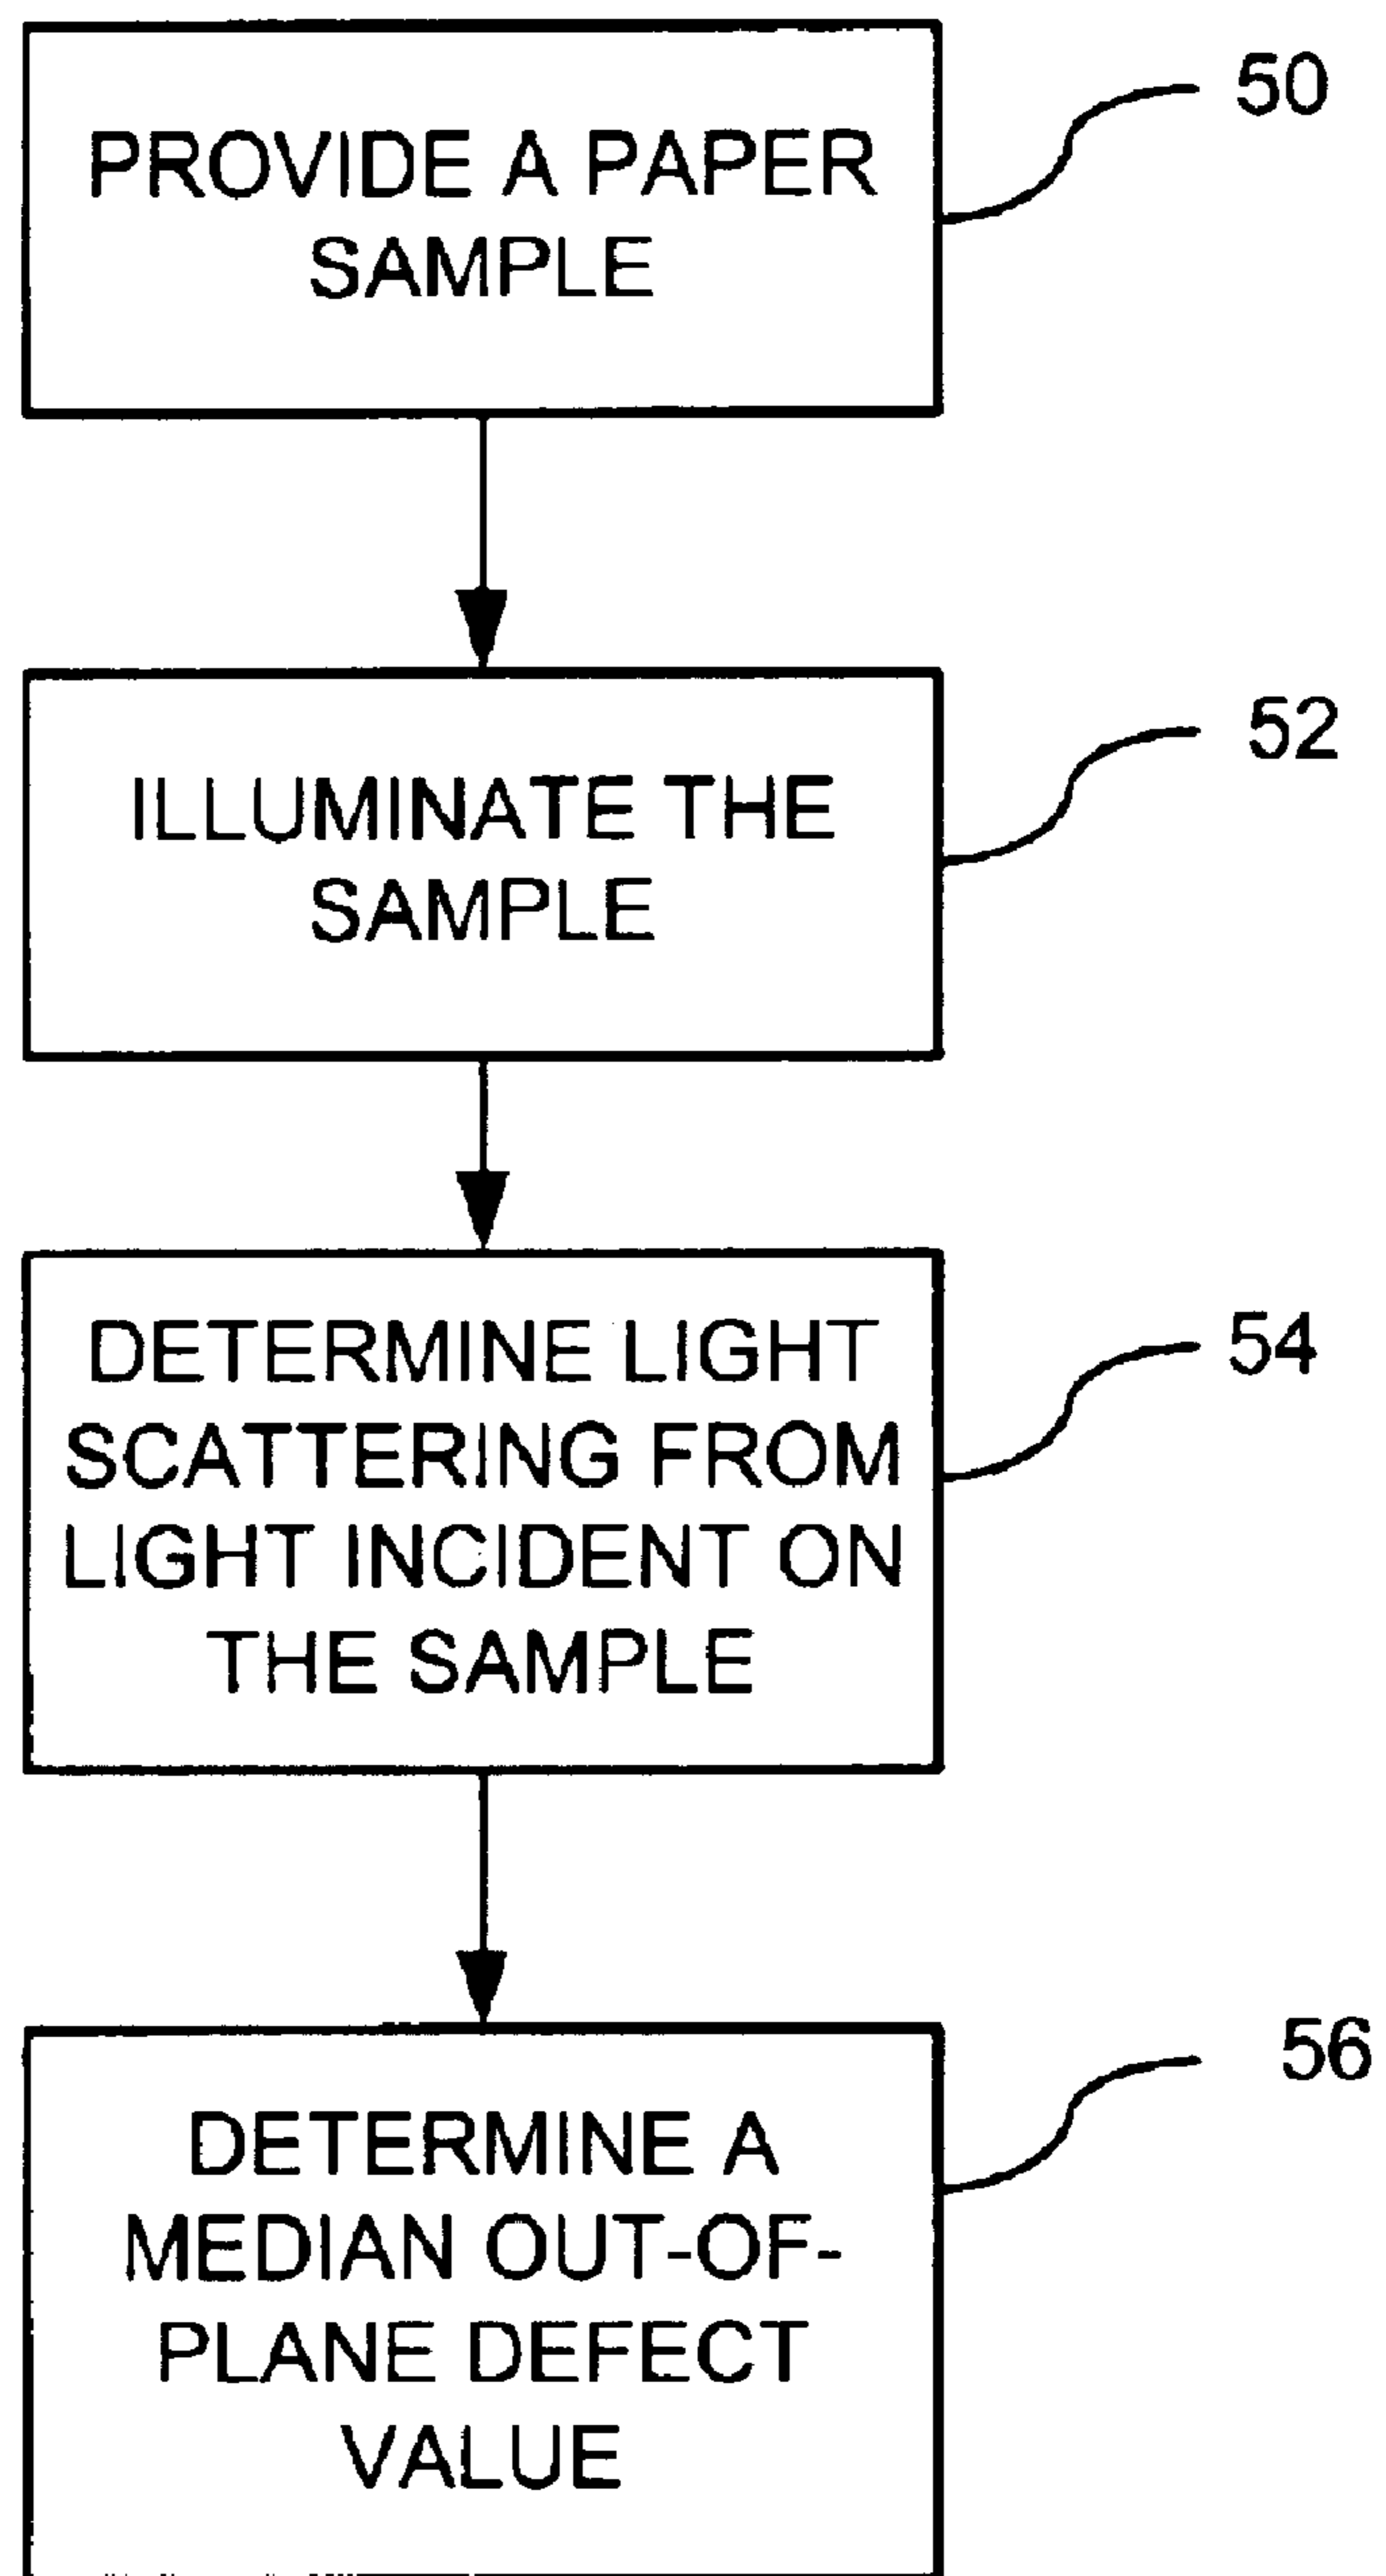 PROVIDE A PAPER
SAMPLE
50
ILLUMINATE THE
SAMPLE
52
DETERMINE LIGHT
SCATTERING FROM
LIGHT INCIDENT ON
THE SAMPLE
54
DETERMINE A
MEDIAN OUT-OF-
PLANE DEFECT
VALUE
56